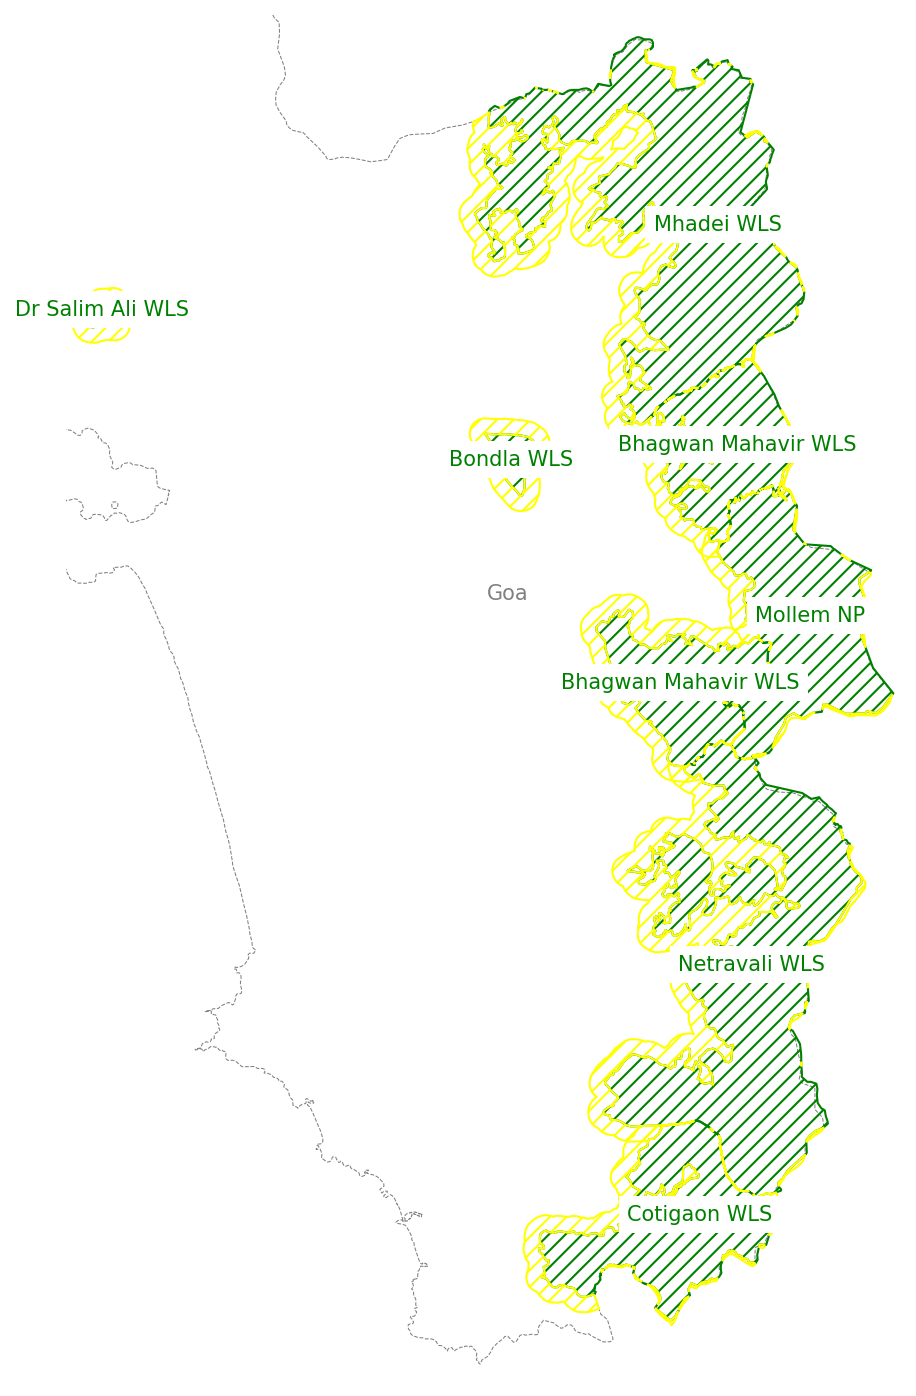 Mhadei WLS
Dr Salim Ali WLS
Bhagwan Mahavir WLS
Bondla WLS
Goa
Mollem NP
Bhagwan Mahavir WLS
Netravali WLS
Cotigaon WLS